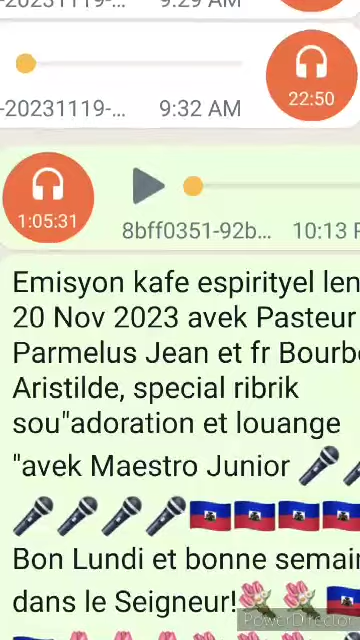 -20231119-... 9:29 AM
22:50
-20231119-... 9:32 AM
1:05:31
8bff0351-92b... 10:13
Emisyon kafe espirityel len
20 Nov 2023 avek Pasteur
Parmelus Jean et fr Bourb
Aristilde, special ribrik
sou"adoration et louange
"avek Maestro Junior
Bon Lundi et bonne semai
dans le Seigneur!
PowerDirector